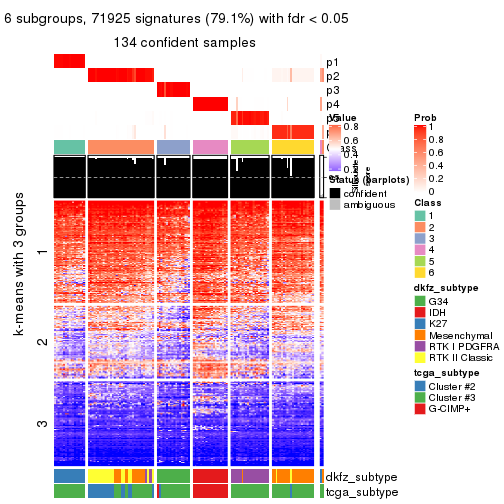 6 subgroups, 71925 signatures (79.1%) with fdr < 0.05
134 confident samples
p1
p2
p3
p4
k-means with 3 groups
1
2
3
dkfz_subtype
tcga_subtype
Value
0.8
0.6
0.4
0.2
Status (barplots)
confident
ambiguous
Prob
1
0.8
0.6
0.4
0.2
0
Class
1
2
3
4
5
6
dkfz_subtype
G34
IDH
K27
Mesenchymal
RTK I PDGFRA
RTK II Classic
tcga_subtype
Cluster #2
Cluster #3
G-CIMP+